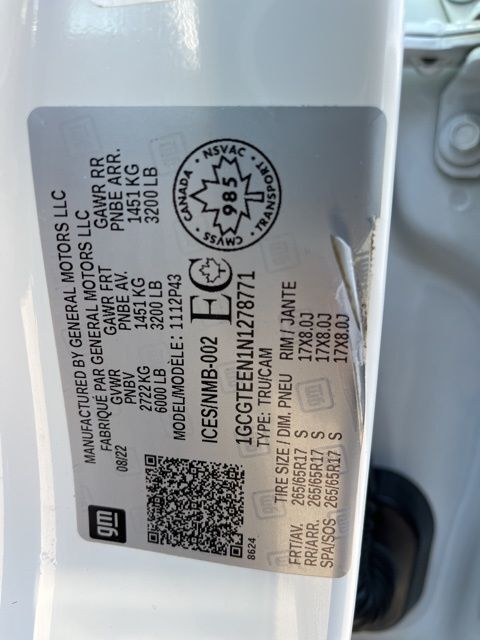 gm
MANUFACTURED BY GENERAL MOTORS LLC
FABRIQUÉ PAR GENERAL MOTORS LLC
08/22
GVWR GAWR FRT GAWR RR
PNBV PNBE AV. PNBE ARR.
2722 KG 1451 KG 1451 KG
6000 LB 3200 LB 3200 LB
MODEL/MODÈLE: 1112P43
ICES/NMB-002
EC
CANADA • NSVAC • TRANSPORT • CMVSS •
985
1GCGTEEN1N1278771
TYPE: TRU/CAM
TIRE SIZE / DIM. PNEU RIM / JANTE
FRT/AV. 265/65R17 S 17X8.0J
RR/ARR. 265/65R17 S 17X8.0J
SPA/SOS 265/65R17 S 17X8.0J
8624